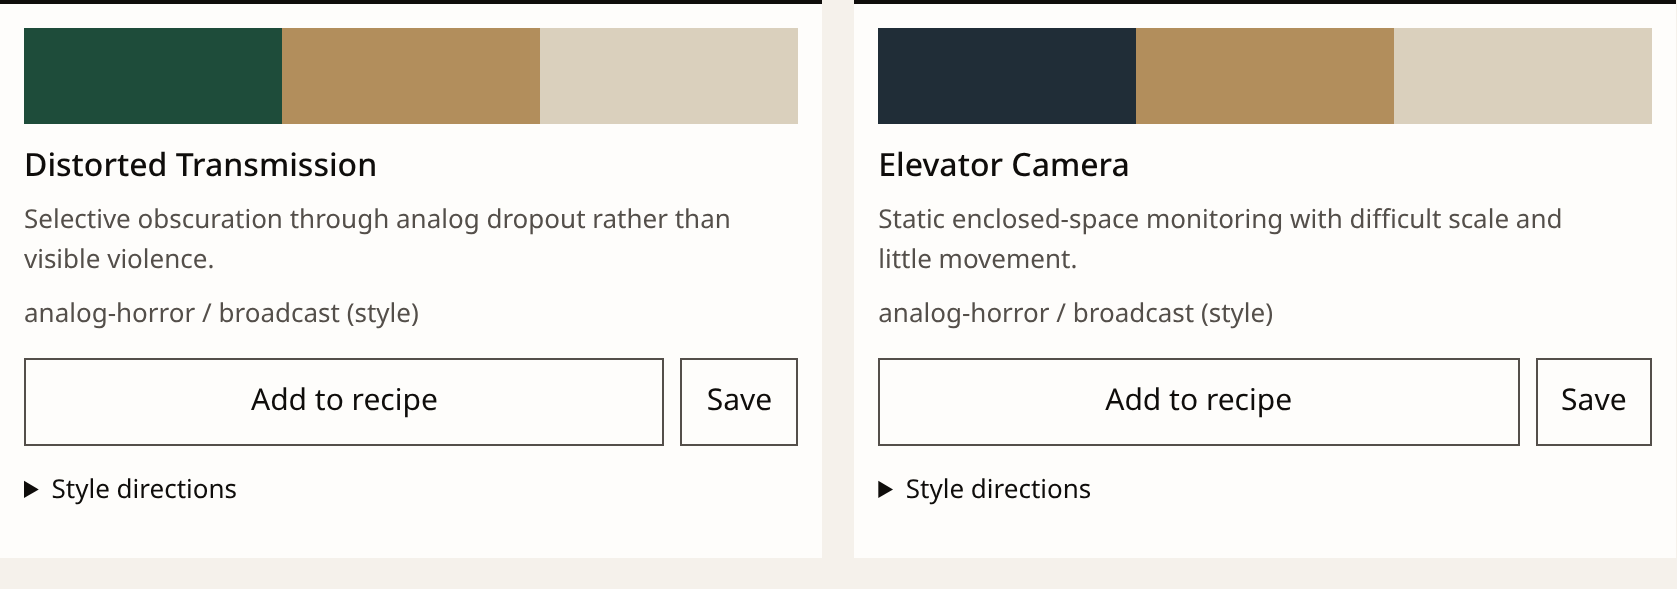 Distorted Transmission
Selective obscuration through analog dropout rather than
visible violence.
analog-horror / broadcast (style)
Add to recipe
Save
Style directions
Elevator Camera
Static enclosed-space monitoring with difficult scale and
little movement.
analog-horror / broadcast (style)
Add to recipe
Save
Style directions